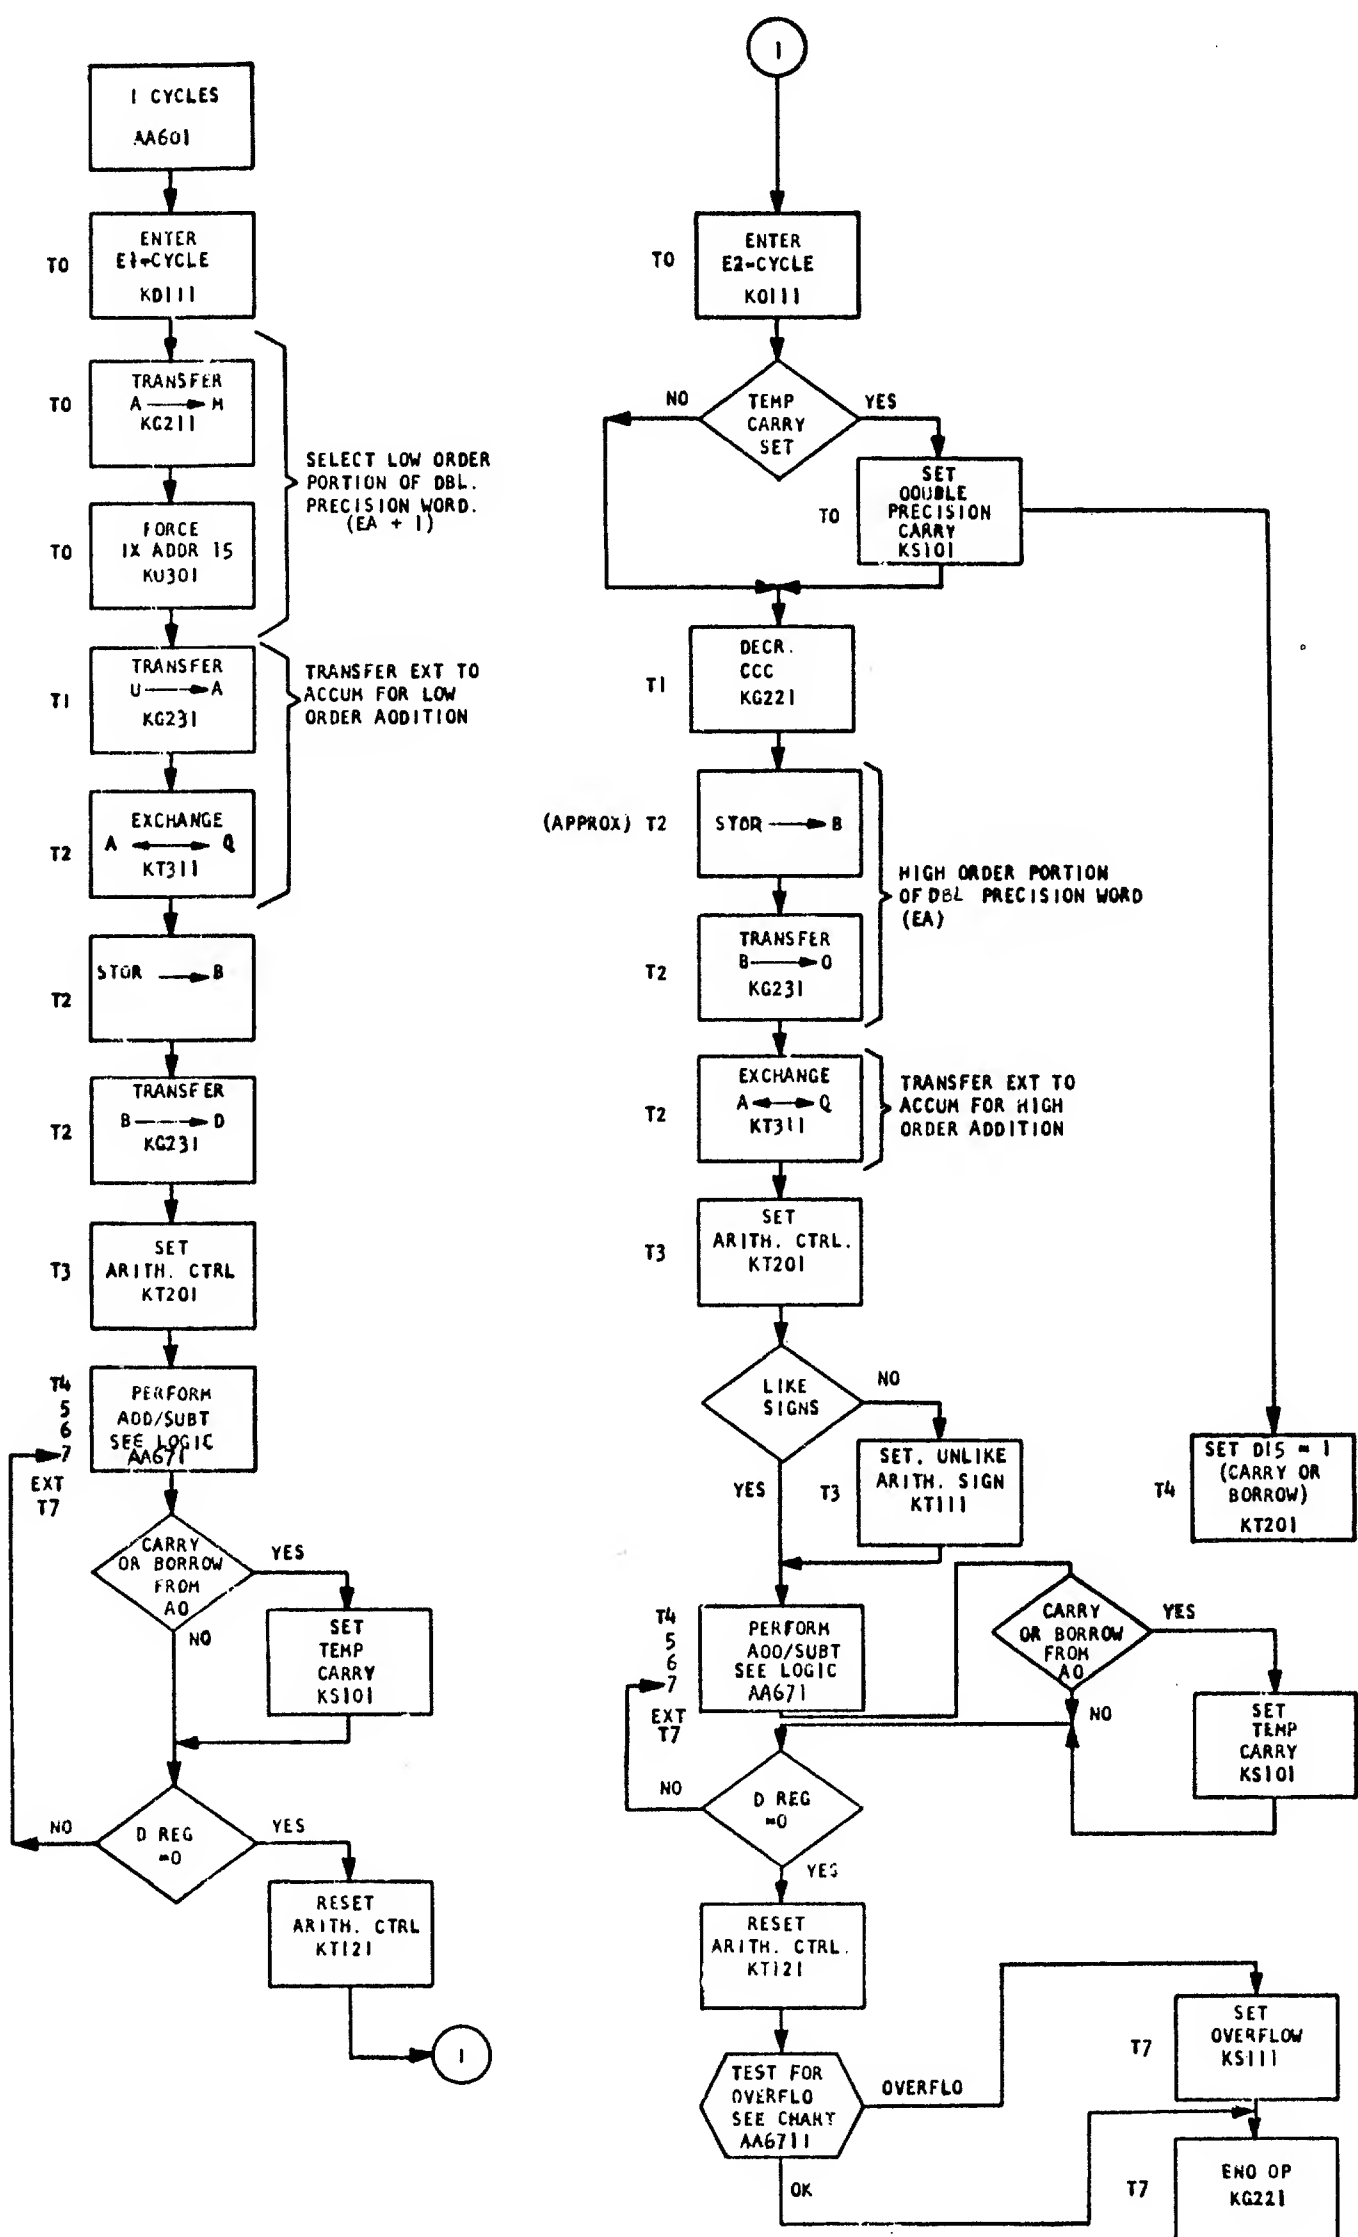 I CYCLES
AA601
T0
ENTER
E1-CYCLE
KD111
T0
TRANSFER
A → M
KG211
SELECT LOW ORDER
PORTION OF DBL.
PRECISION WORD.
(EA + 1)
T0
FORCE
IX ADDR 15
KU301
T1
TRANSFER
U → A
KG231
TRANSFER EXT TO
ACCUM FOR LOW
ORDER AODITION
T2
EXCHANGE
A ↔ Q
KT311
T2
STOR → B
T2
TRANSFER
B → D
KG231
T3
SET
ARITH. CTRL
KT201
T4
5
6
7
EXT
T7
PERFORM
ADD/SUBT
SEE LOGIC
AA671
CARRY
OR BORROW
FROM
A0
YES
NO
SET
TEMP
CARRY
KS101
D REG
=0
NO
YES
RESET
ARITH. CTRL
KT121
1
1
T0
ENTER
E2-CYCLE
KO111
TEMP
CARRY
SET
NO
YES
T0
SET
OOUBLE
PRECISION
CARRY
KS101
T1
DECR.
CCC
KG221
(APPROX) T2
STOR → B
HIGH ORDER PORTION
OF DBL PRECISION WORD
(EA)
T2
TRANSFER
B → O
KG231
T2
EXCHANGE
A ↔ Q
KT311
TRANSFER EXT TO
ACCUM FOR HIGH
ORDER ADDITION
T3
SET
ARITH. CTRL.
KT201
LIKE
SIGNS
NO
YES
T3
SET. UNLIKE
ARITH. SIGN
KT111
T4
SET D15 = 1
(CARRY OR
BORROW)
KT201
T4
5
6
7
EXT
T7
PERFORM
AOO/SUBT
SEE LOGIC
AA671
CARRY
OR BORROW
FROM
A0
YES
NO
SET
TEMP
CARRY
KS101
D REG
=0
NO
YES
RESET
ARITH. CTRL.
KT121
TEST FOR
OVERFLO
SEE CHART
AA6711
OVERFLO
OK
T7
SET
OVERFLOW
KS111
T7
ENO OP
KG221